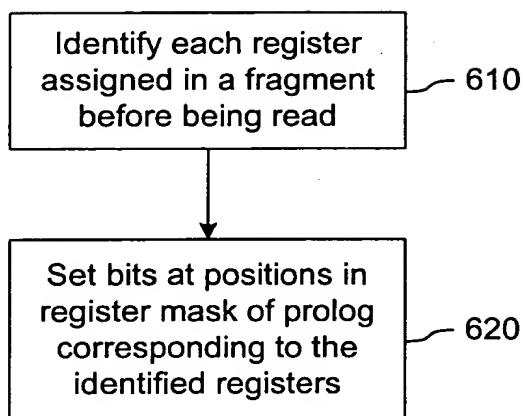 Identify each register
assigned in a fragment
before being read
610
Set bits at positions in
register mask of prolog
corresponding to the
identified registers
620